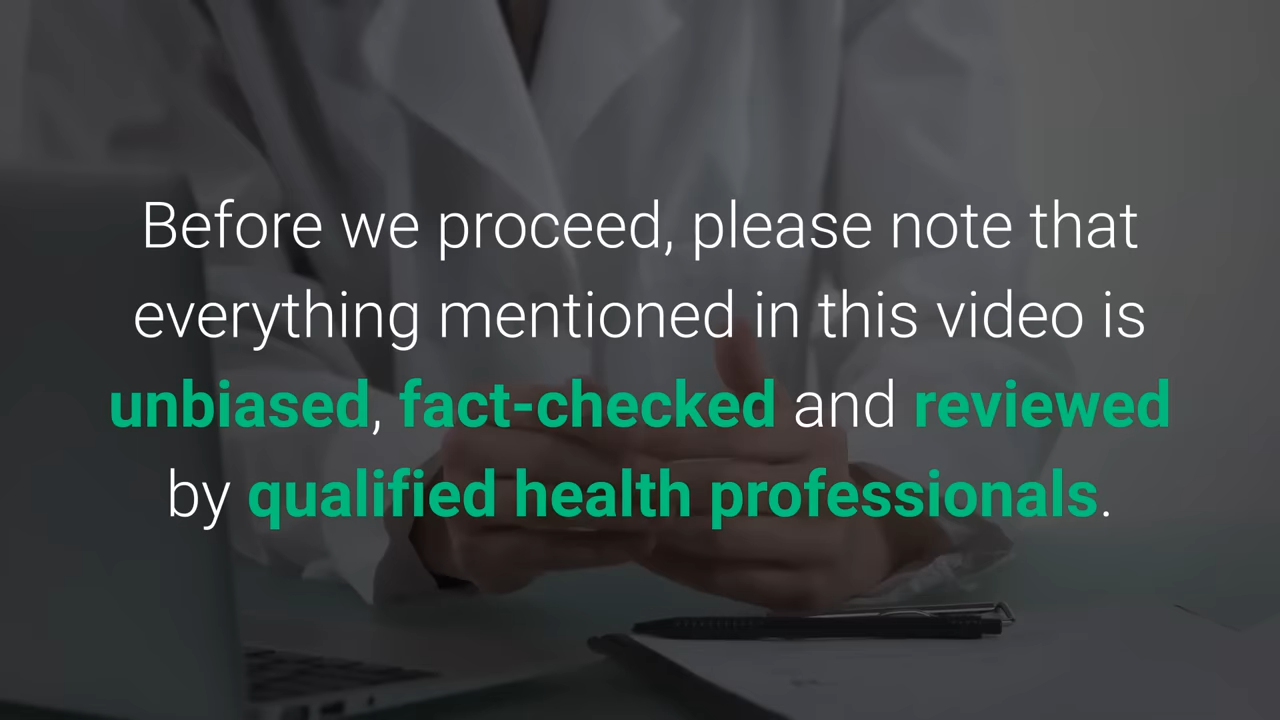 Before we proceed, please note that
everything mentioned in this video is
unbiased, fact-checked and reviewed
by qualified health professionals.